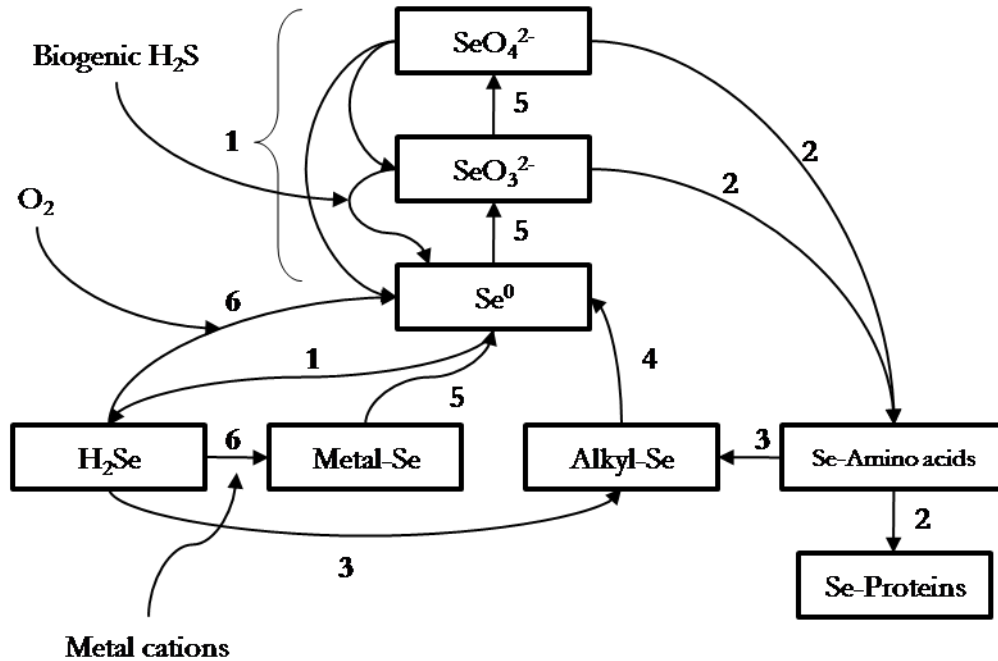 SeO₄²⁻
Biogenic H₂S
5
1
2
SeO₃²⁻
2
O₂
5
Se⁰
6
1
4
5
H₂Se
6
Metal-Se
Alkyl-Se
3
Se-Amino acids
2
3
Se-Proteins
Metal cations